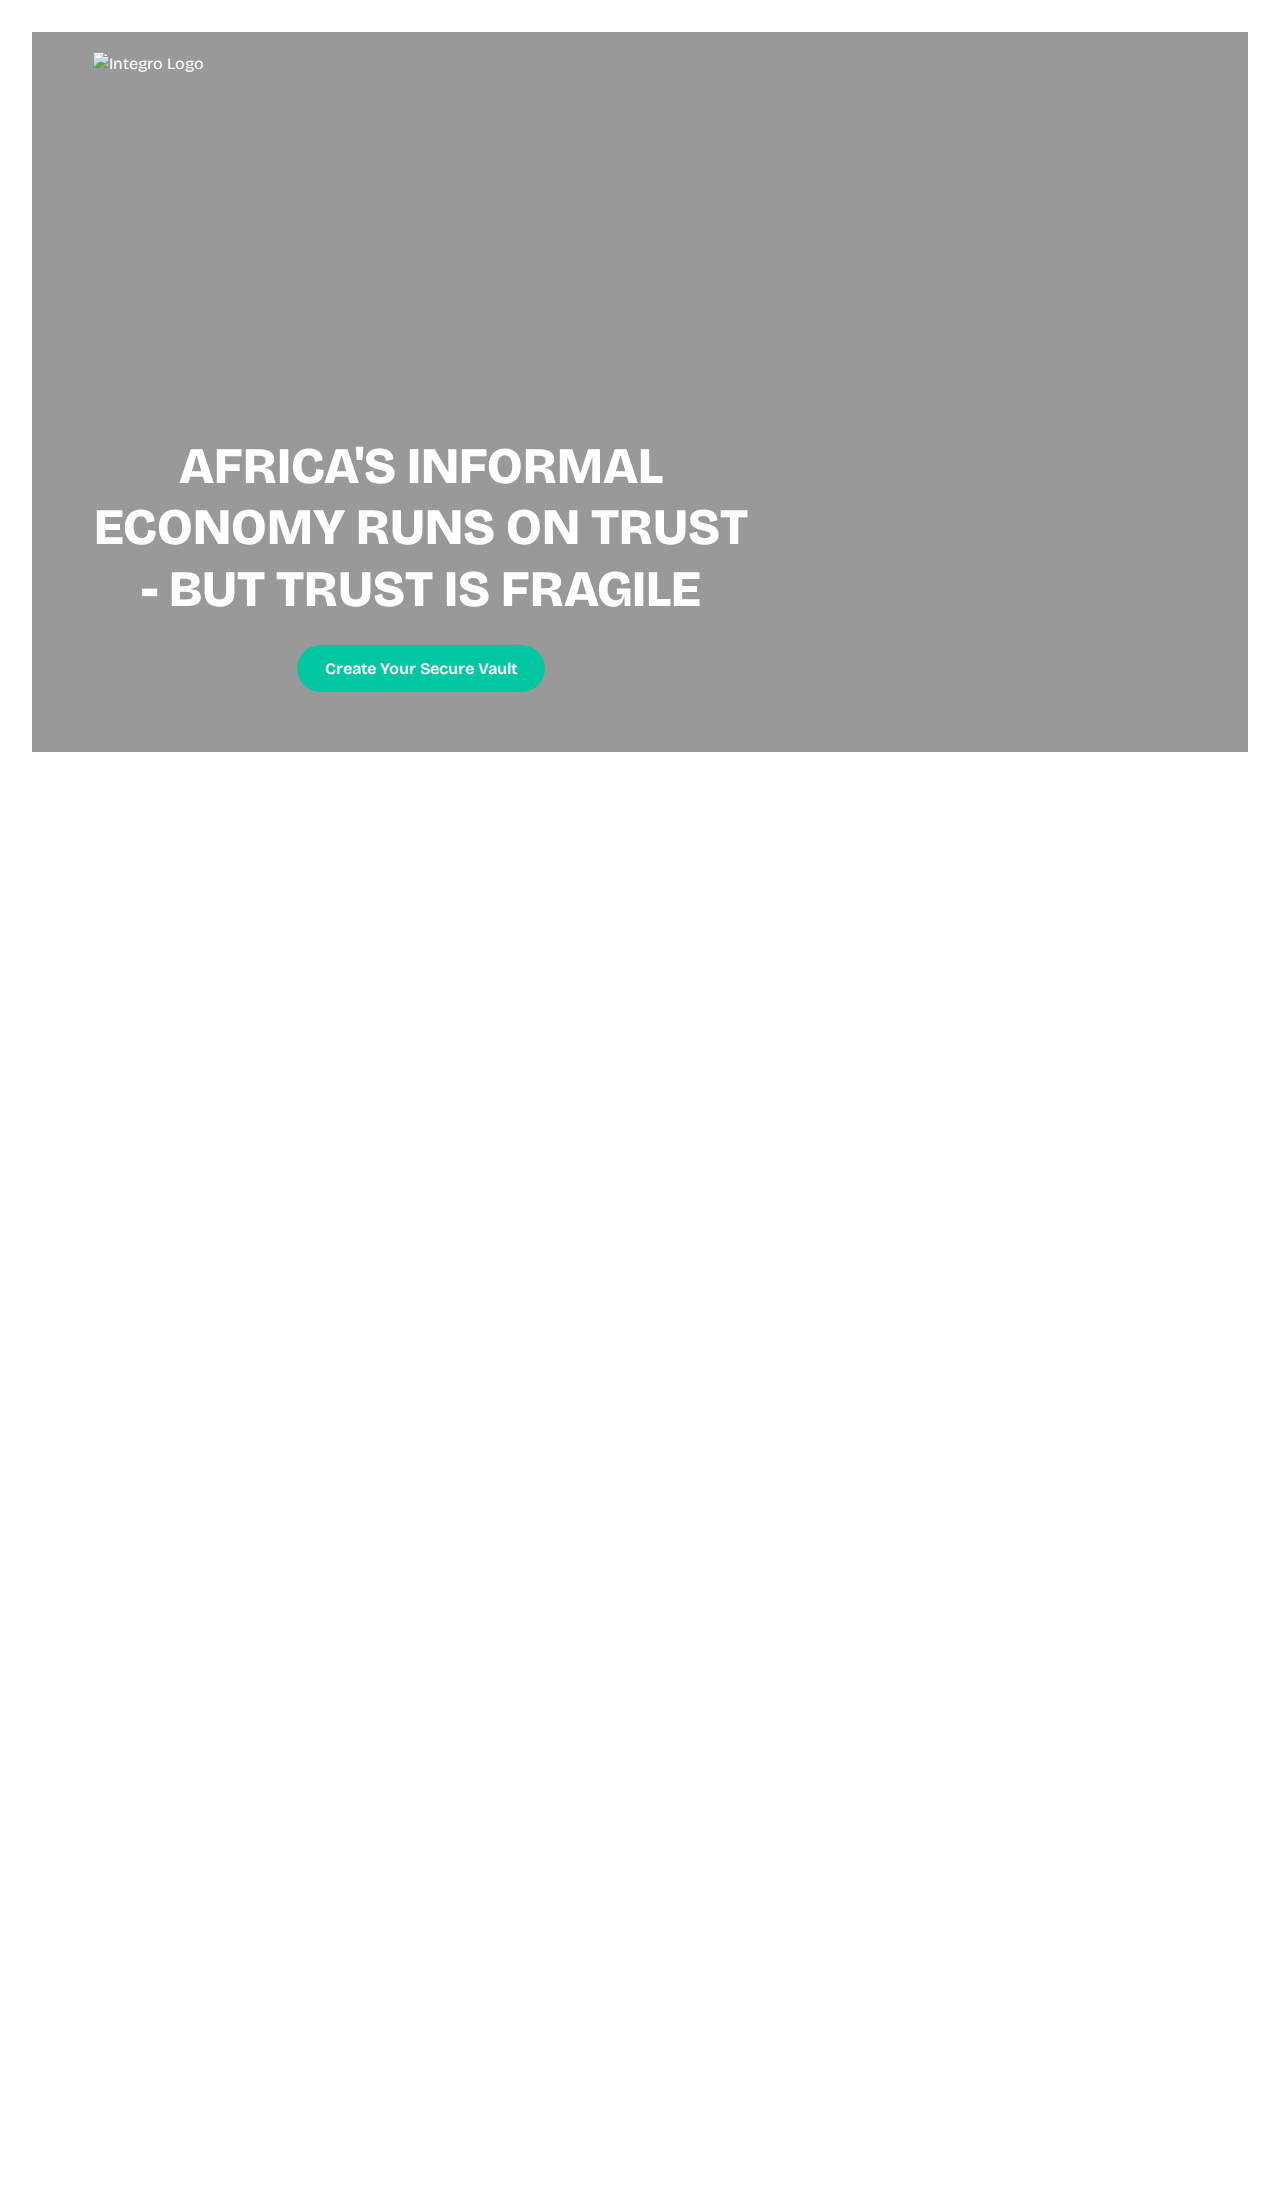 Integro Logo
AFRICA'S INFORMAL
ECONOMY RUNS ON TRUST
- BUT TRUST IS FRAGILE
Create Your Secure Vault